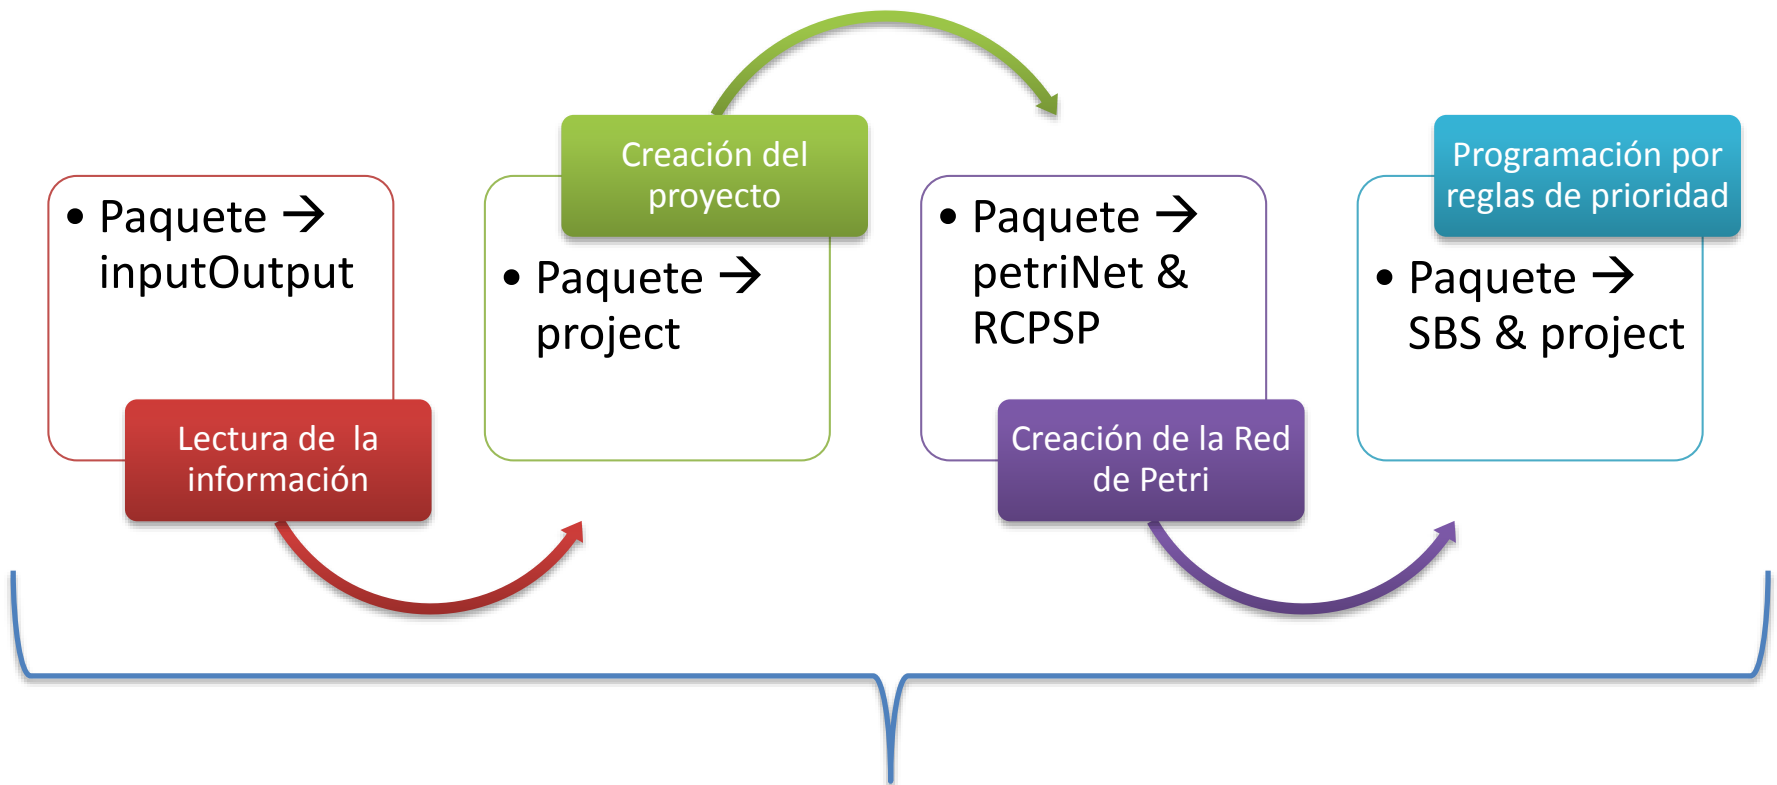 • Paquete →
inputOutput
Lectura de la
información
Creación del
proyecto
• Paquete →
project
• Paquete →
petriNet &
RCPSP
Creación de la Red
de Petri
Programación por
reglas de prioridad
• Paquete →
SBS & project